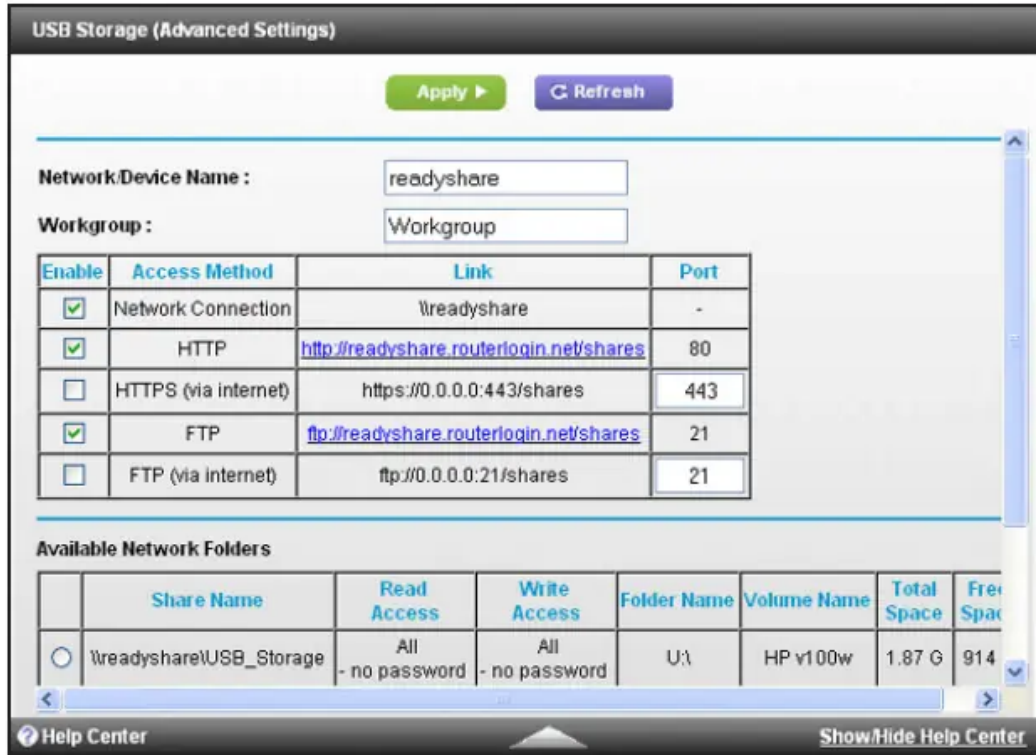 USB Storage (Advanced Settings)
Apply
Refresh
Network/Device Name :
readyshare
Workgroup :
Workgroup
Enable Access Method Link Port
Network Connection \\readyshare -
HTTP http://readyshare.routerlogin.net/shares 80
HTTPS (via internet) https://0.0.0.0:443/shares 443
FTP ftp://readyshare.routerlogin.net/shares 21
FTP (via internet) ftp://0.0.0.0:21/shares 21
Available Network Folders
Share Name Read Access Write Access Folder Name Volume Name Total Space
\\readyshare\USB_Storage All - no password All - no password U:\ HP v100w 1.87 G 914
? Help Center
Show/Hide Help Center